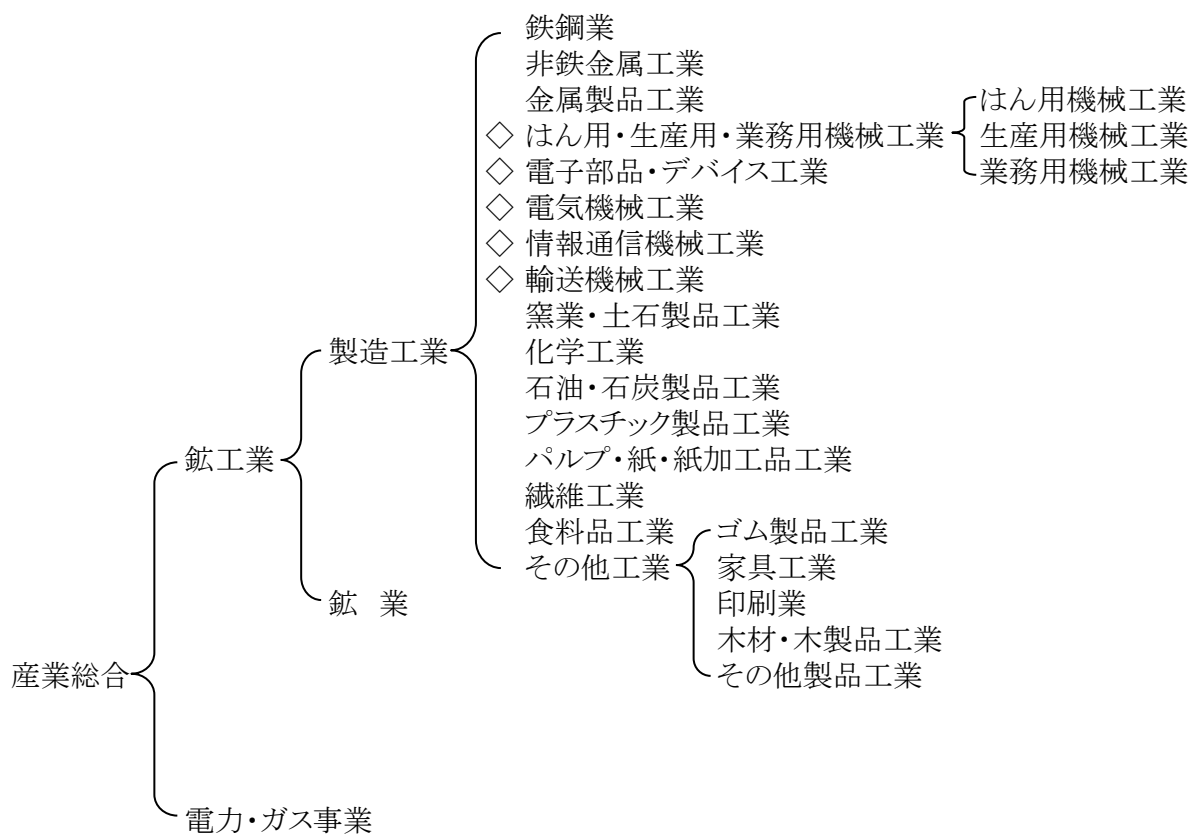 鉄鋼業
非鉄金属工業
金属製品工業
◇ はん用・生産用・業務用機械工業
はん用機械工業
生産用機械工業
業務用機械工業
◇ 電子部品・デバイス工業
◇ 電気機械工業
◇ 情報通信機械工業
◇ 輸送機械工業
窯業・土石製品工業
製造工業
化学工業
石油・石炭製品工業
プラスチック製品工業
鉱工業
パルプ・紙・紙加工品工業
繊維工業
食料品工業
その他工業
ゴム製品工業
家具工業
印刷業
木材・木製品工業
その他製品工業
鉱 業
産業総合
電力・ガス事業